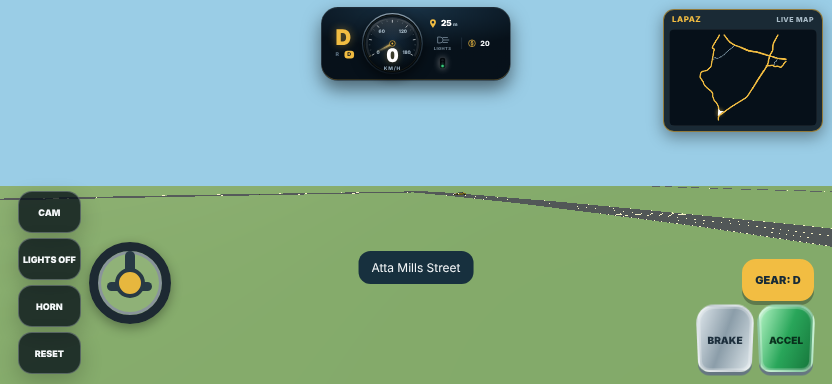 D
R D
60
120
0
180
0
KM/H
25 m
LIGHTS
20
LAPAZ
LIVE MAP
CAM
LIGHTS OFF
HORN
RESET
Atta Mills Street
GEAR: D
BRAKE
ACCEL